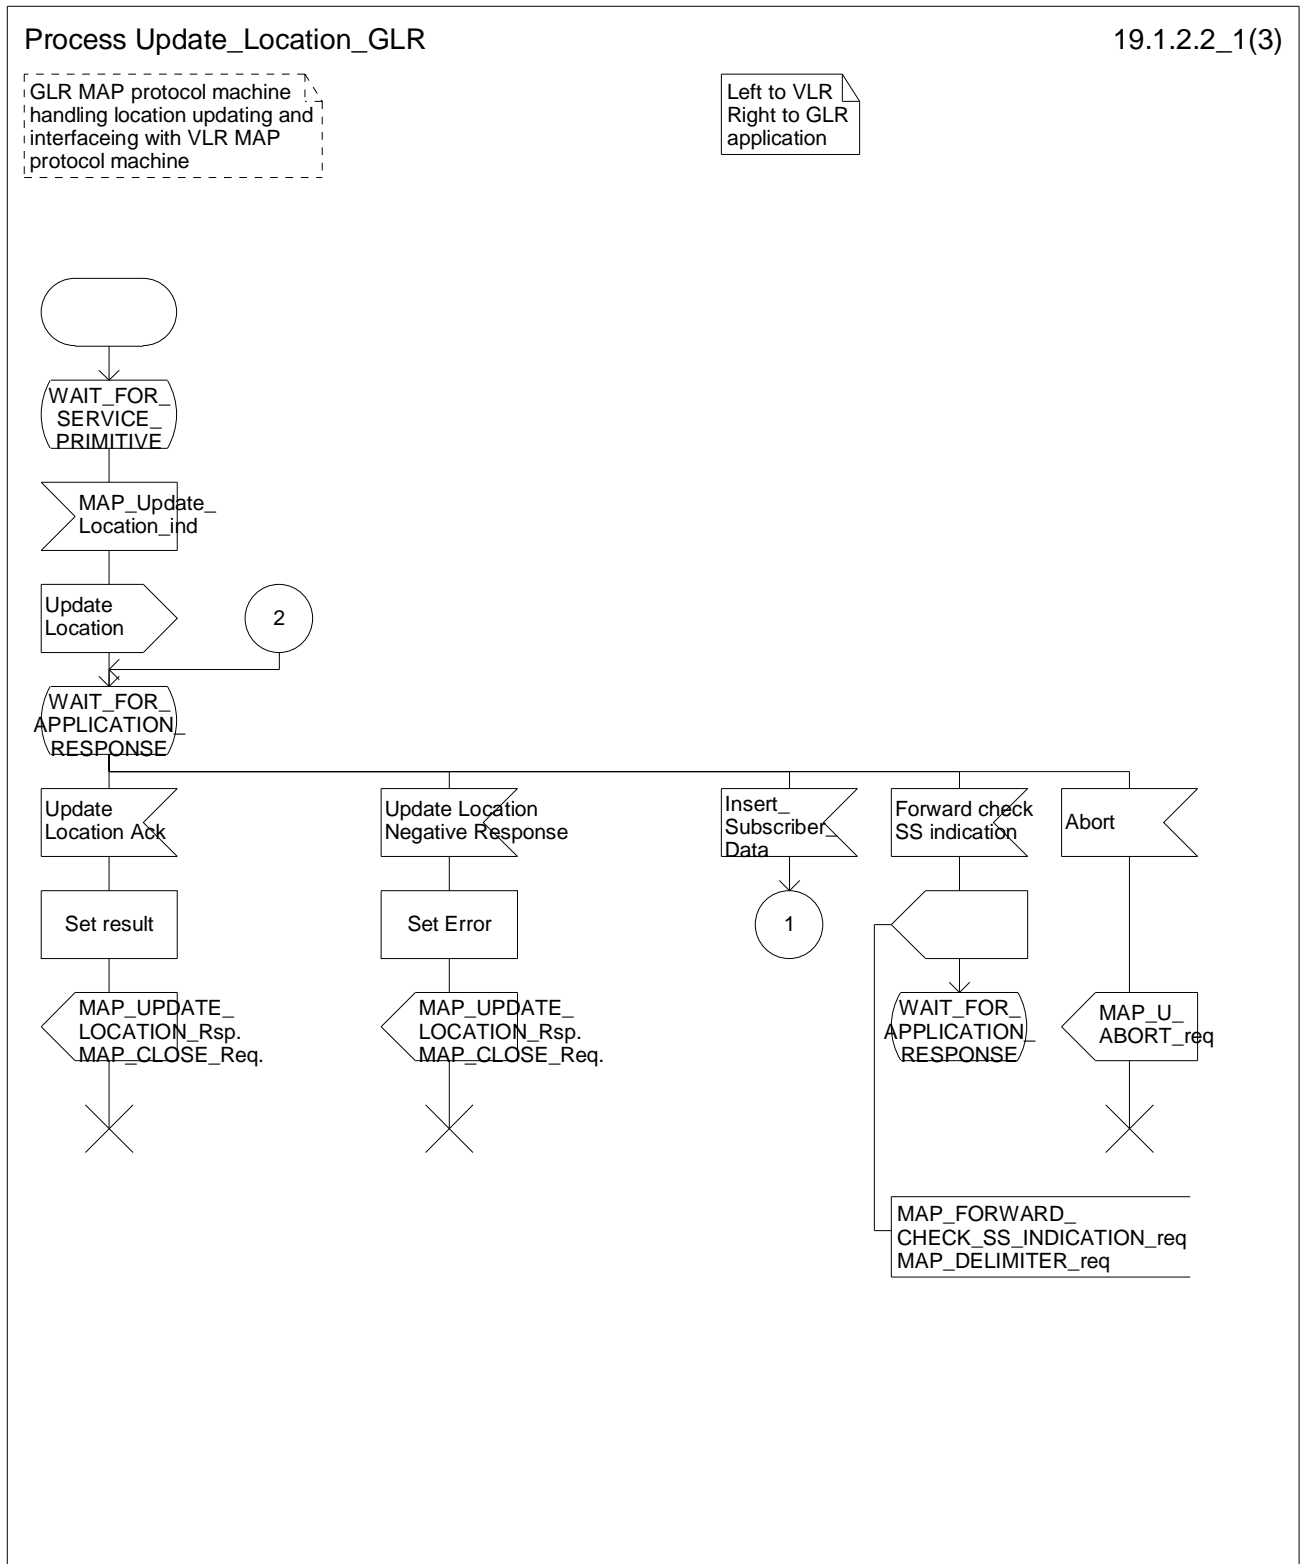 Process Update_Location_GLR
19.1.2.2_1(3)
GLR MAP protocol machine
handling location updating and
interfaceing with VLR MAP
protocol machine
Left to VLR
Right to GLR
application
WAIT_FOR_
SERVICE_
PRIMITIVE
MAP_Update_
Location_ind
Update
Location
2
WAIT_FOR_
APPLICATION_
RESPONSE
Update
Location Ack
Update Location
Negative Response
Insert_
Subscriber_
Data
Forward check
SS indication
Abort
Set result
Set Error
1
MAP_UPDATE_
LOCATION_Rsp.
MAP_CLOSE_Req.
MAP_UPDATE_
LOCATION_Rsp.
MAP_CLOSE_Req.
WAIT_FOR_
APPLICATION_
RESPONSE
MAP_U_
ABORT_req
MAP_FORWARD_
CHECK_SS_INDICATION_req
MAP_DELIMITER_req